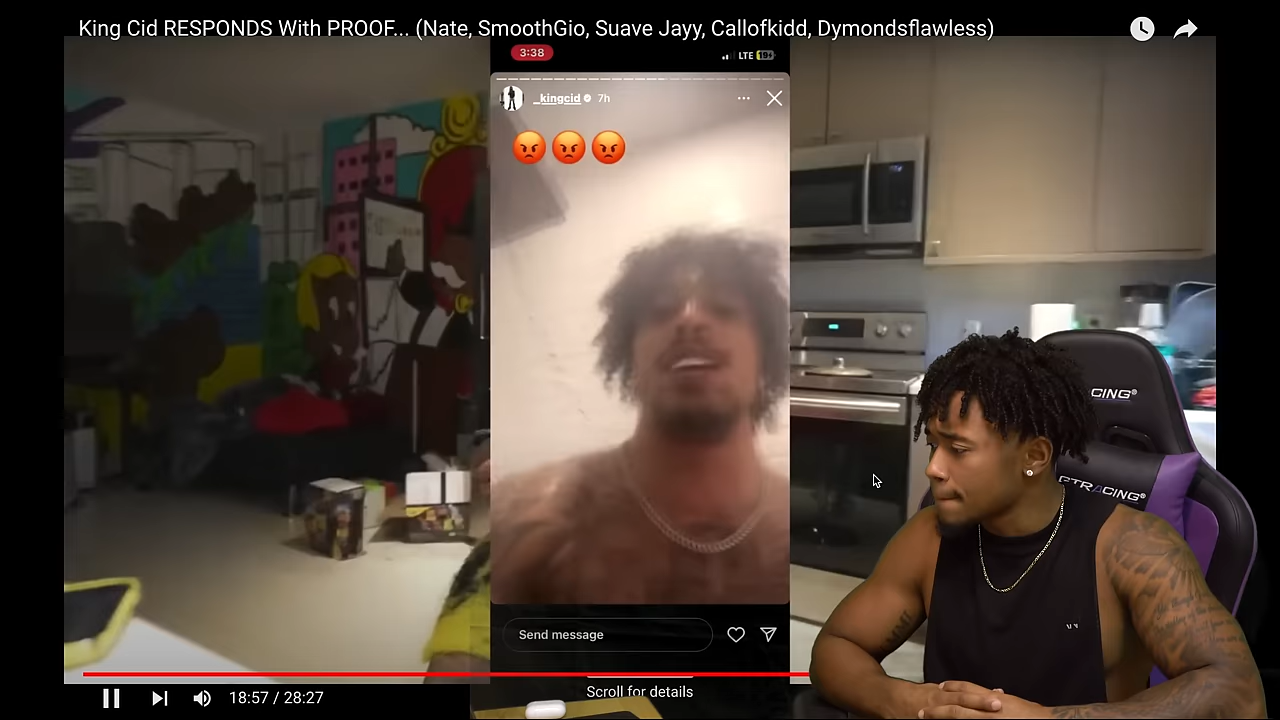 King Cid RESPONDS With PROOF... (Nate, SmoothGio, Suave Jayy, Callofkidd, Dymondsflawless)
3:38
LTE
_kingcid 7h
CING®
GTRACING®
Send message
Scroll for details
18:57 / 28:27